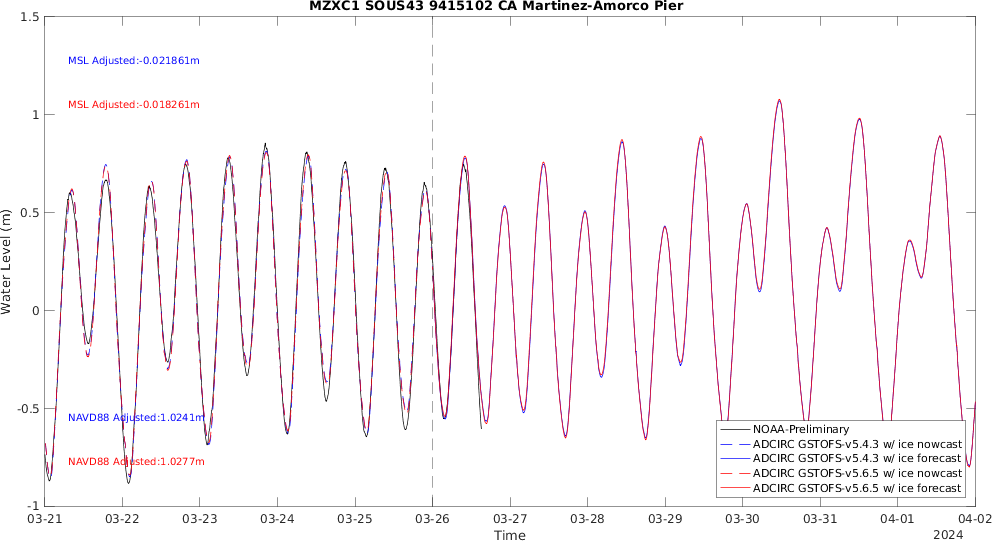 MZXC1 SOUS43 9415102 CA Martinez-Amorco Pier
1.5
1
0.5
0
-0.5
-1
Water Level (m)
MSL Adjusted:-0.021861m
MSL Adjusted:-0.018261m
NAVD88 Adjusted:1.0241m
NAVD88 Adjusted:1.0277m
NOAA-Preliminary
ADCIRC GSTOFS-v5.4.3 w/ ice nowcast
ADCIRC GSTOFS-v5.4.3 w/ ice forecast
ADCIRC GSTOFS-v5.6.5 w/ ice nowcast
ADCIRC GSTOFS-v5.6.5 w/ ice forecast
03-21 03-22 03-23 03-24 03-25 03-26 03-27 03-28 03-29 03-30 03-31 04-01 04-02
Time
2024